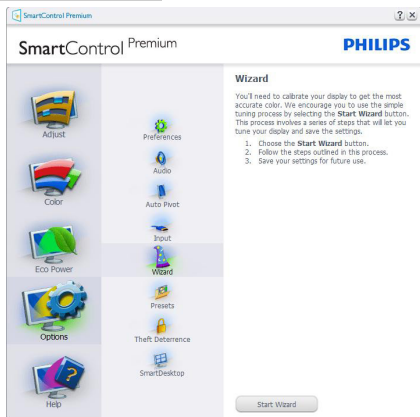 SmartControl Premium
? X
SmartControl Premium
PHILIPS
Adjust
Color
Eco Power
Options
Help
Preferences
Audio
Auto Pivot
Input
Wizard
Presets
Theft Deterrence
SmartDesktop
Wizard
You'll need to calibrate your display to get the most
accurate color. We encourage you to use the simple
tuning process by selecting the Start Wizard button.
This process involves a series of steps that will let you
tune your display and save the settings.
1. Choose the Start Wizard button.
2. Follow the steps outlined in this process.
3. Save your settings for future use.
Start Wizard